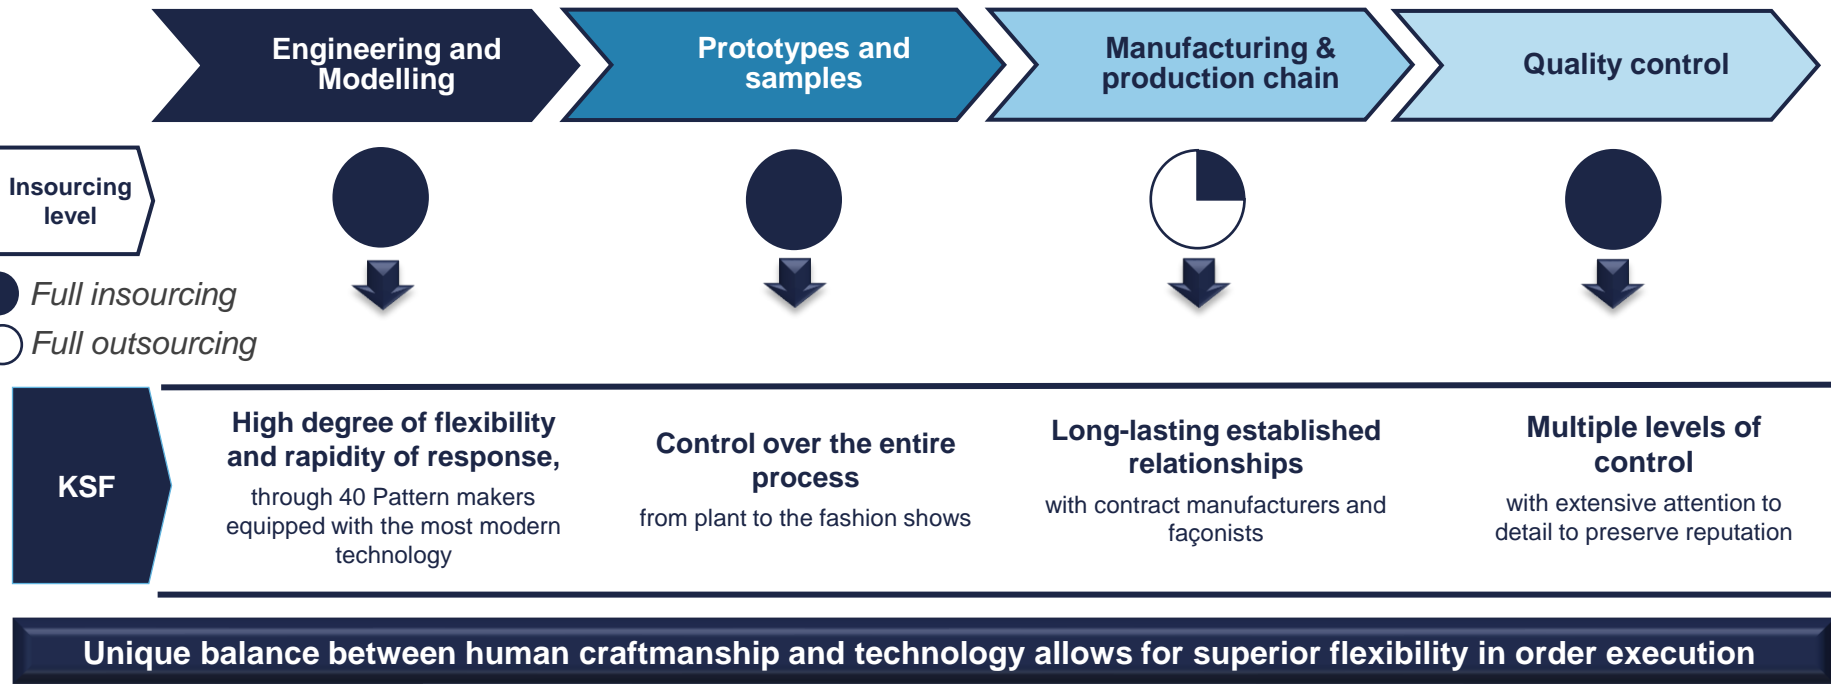 Engineering and
Modelling
Prototypes and
samples
Manufacturing &
production chain
Quality control
Insourcing
level
Full insourcing
Full outsourcing
KSF
High degree of flexibility
and rapidity of response,
through 40 Pattern makers
equipped with the most modern
technology
Control over the entire
process
from plant to the fashion shows
Long-lasting established
relationships
with contract manufacturers and
façonists
Multiple levels of
control
with extensive attention to
detail to preserve reputation
Unique balance between human craftmanship and technology allows for superior flexibility in order execution